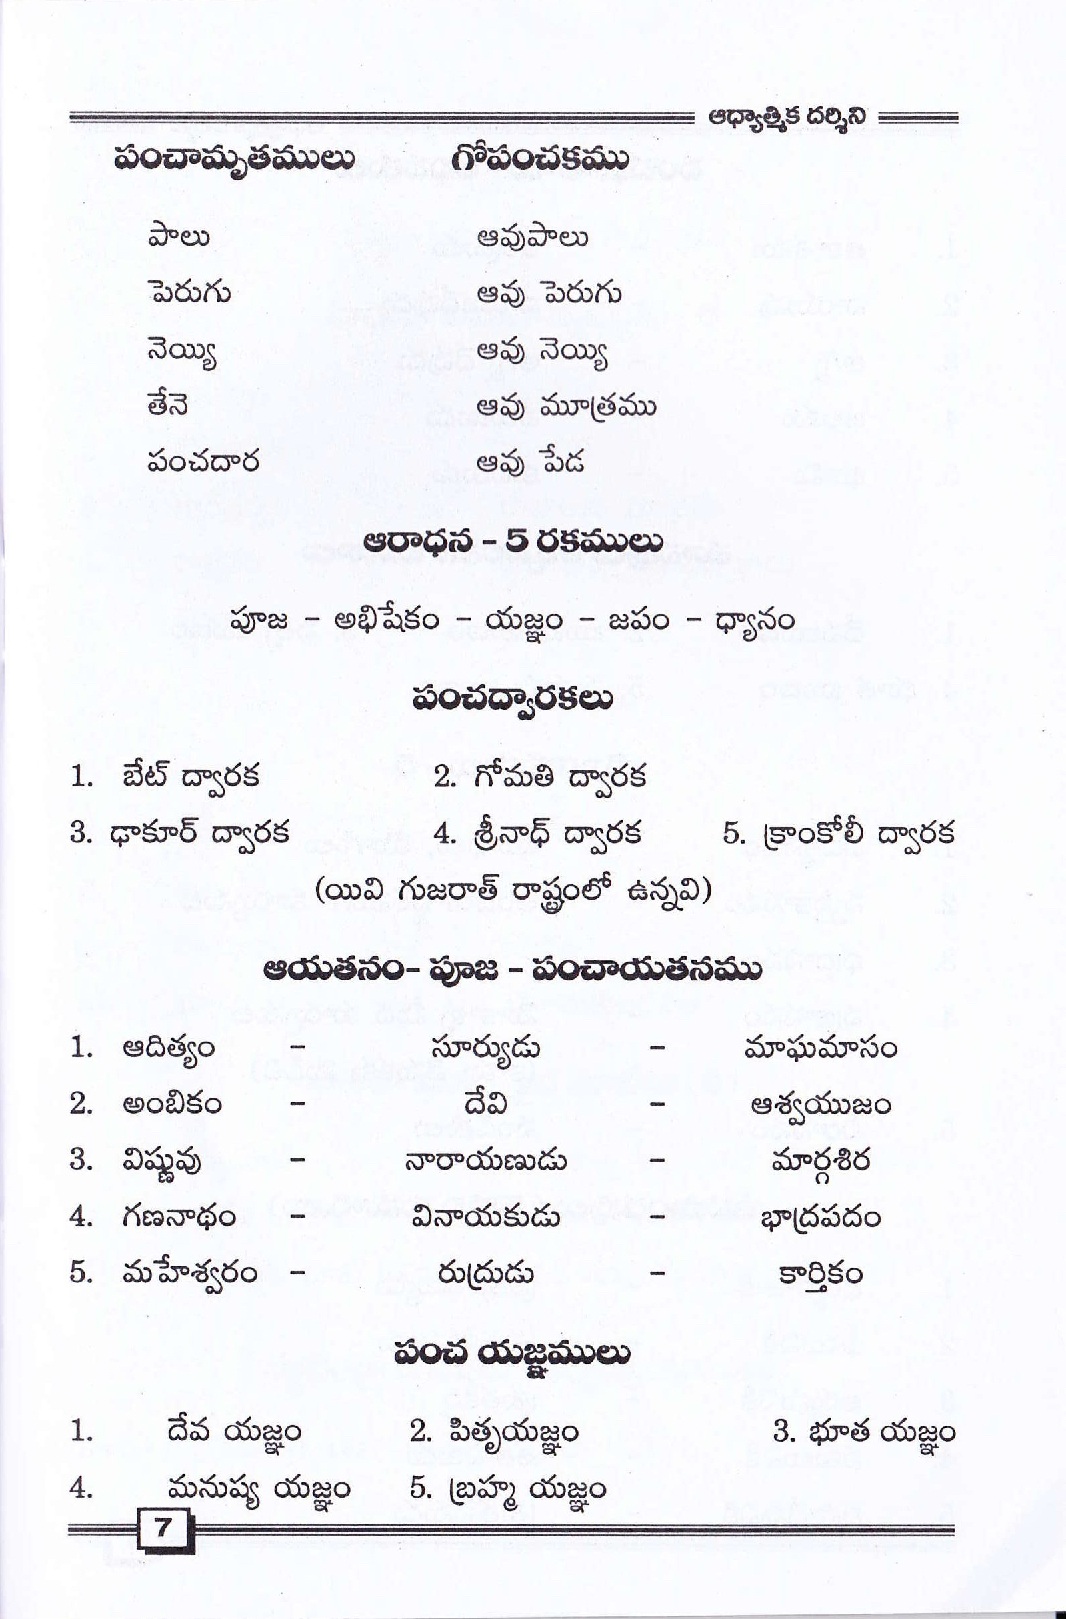 ఆధ్యాత్మిక దర్శిని
పంచామృతములు గోపంచకము
పాలు ఆవుపాలు
పెరుగు ఆవు పెరుగు
నెయ్యి ఆవు నెయ్యి
తేనె ఆవు మూత్రము
పంచదార ఆవు పేడ
ఆరాధన - 5 రకములు
పూజ - అభిషేకం - యజ్ఞం - జపం - ధ్యానం
పంచద్వారకలు
1. బేట్ ద్వారక 2. గోమతి ద్వారక
3. ఢాకూర్ ద్వారక 4. శ్రీనాథ్ ద్వారక 5. క్రాంకోలీ ద్వారక
(యివి గుజరాత్ రాష్ట్రంలో ఉన్నవి)
ఆయతనం- పూజ - పంచాయతనము
1. ఆదిత్యం - సూర్యుడు - మాఘమాసం
2. అంబికం - దేవి - ఆశ్వయుజం
3. విష్ణువు - నారాయణుడు - మార్గశిర
4. గణనాథం - వినాయకుడు - భాద్రపదం
5. మహేశ్వరం - రుద్రుడు - కార్తికం
పంచ యజ్ఞములు
1. దేవ యజ్ఞం 2. పితృయజ్ఞం 3. భూత యజ్ఞం
4. మనుష్య యజ్ఞం 5. బ్రహ్మ యజ్ఞం
7